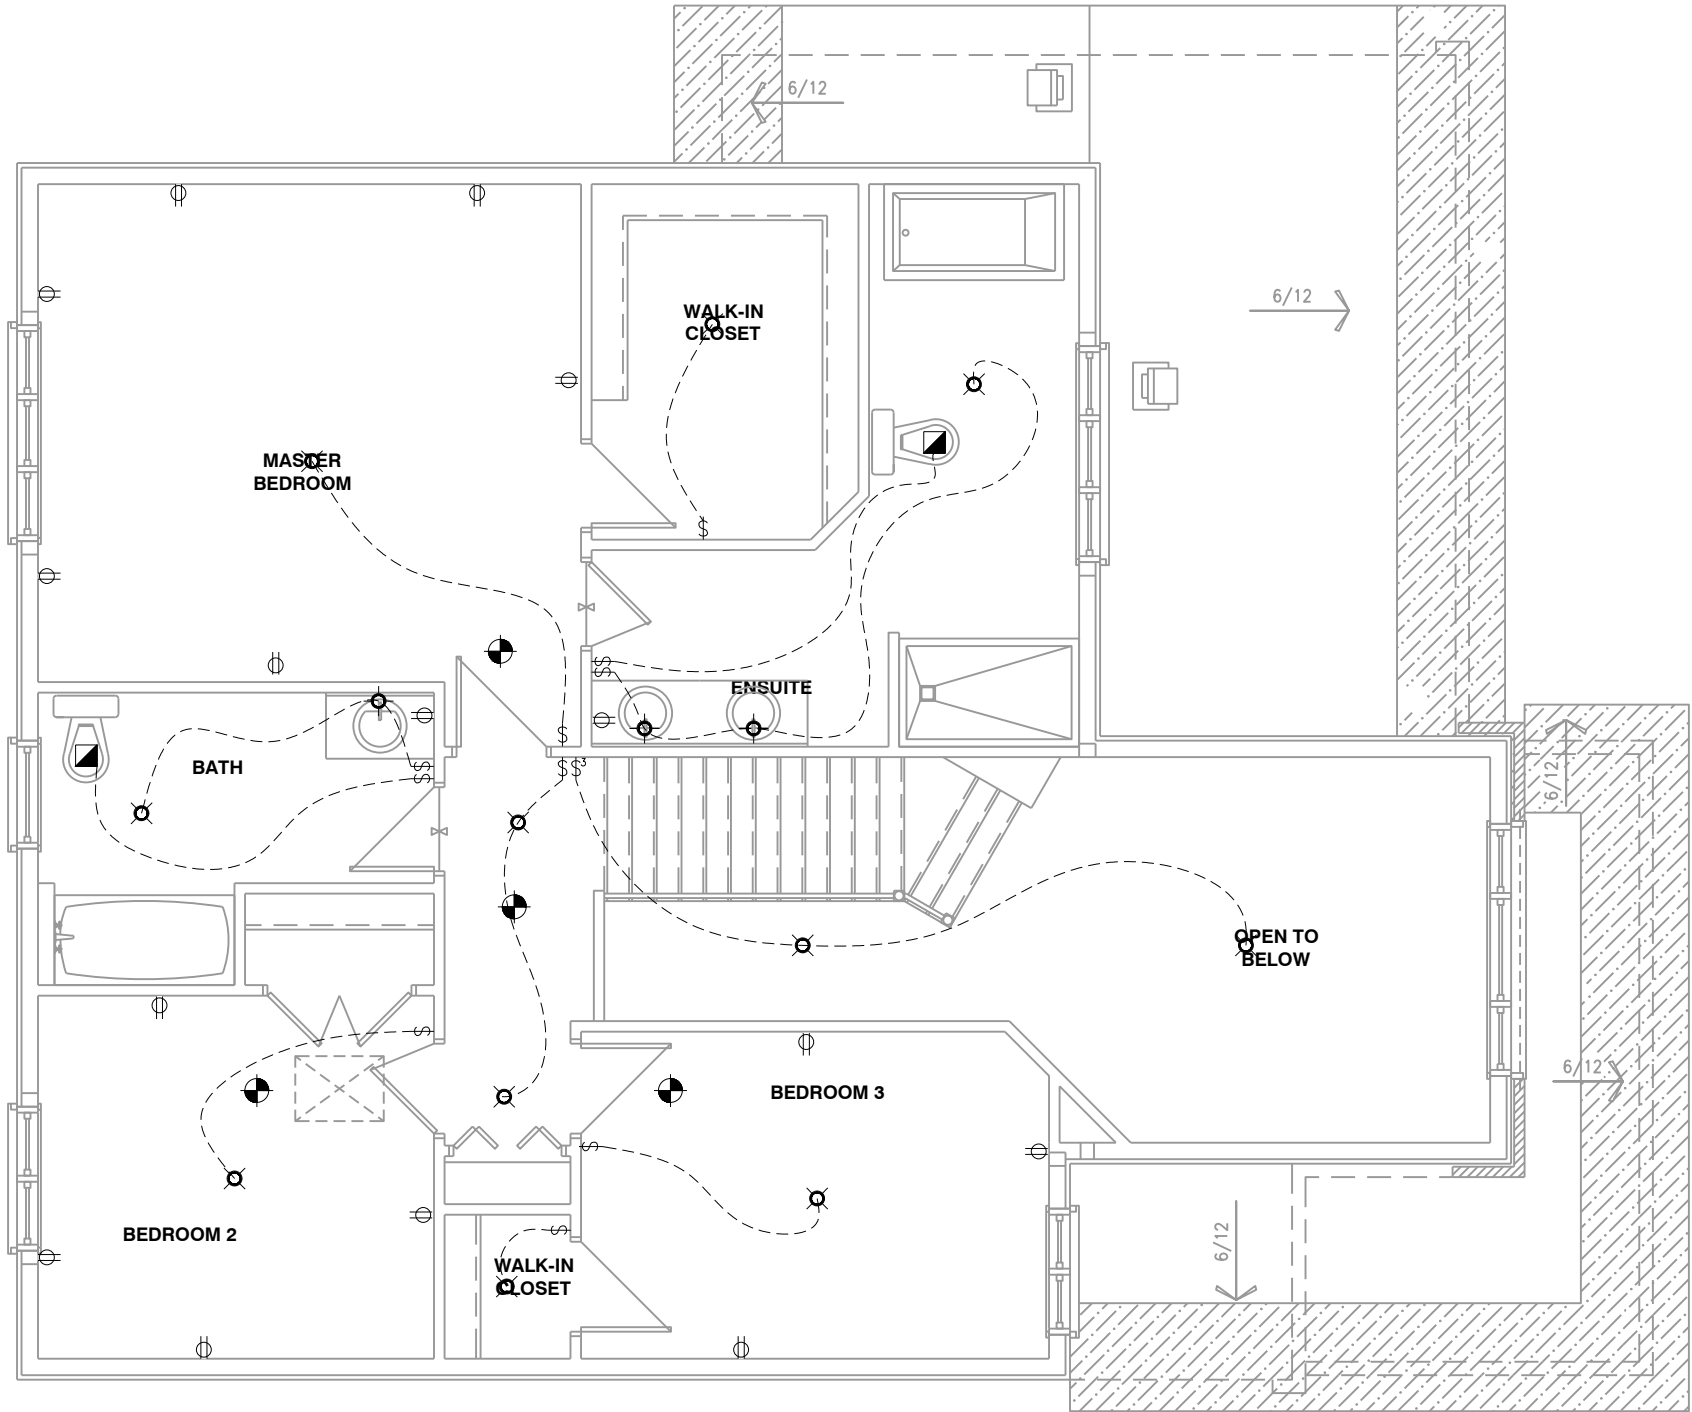 6/12
6/12
WALK-IN
CLOSET
MASTER
BEDROOM
$
$
$
ENSUITE
$
$ $3
BATH
$
$
6/12
OPEN TO
BELOW
$
6/12
BEDROOM 3
$
BEDROOM 2
$
6/12
WALK-IN
CLOSET